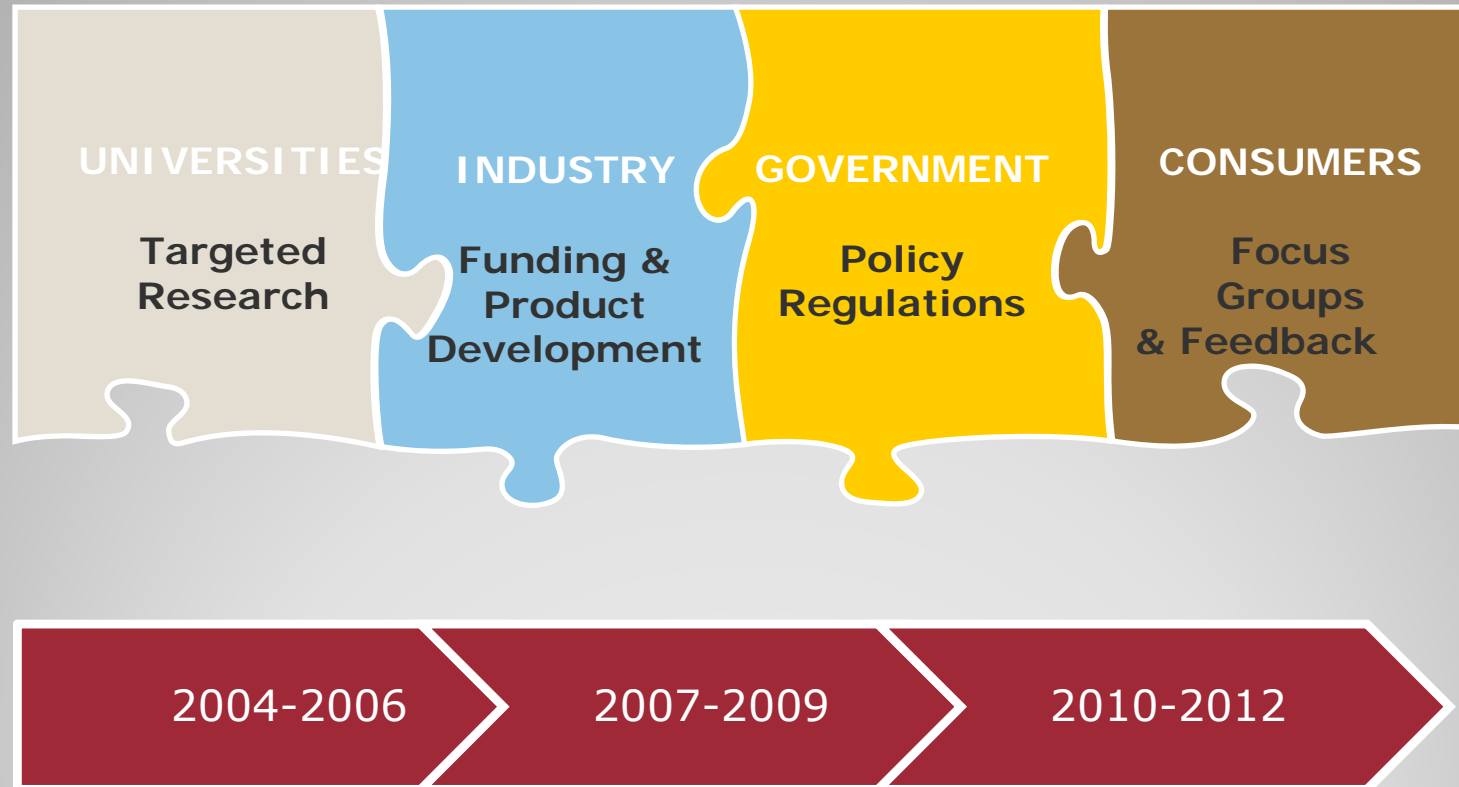 UNIVERSITIES
Targeted
Research
INDUSTRY
Funding &
Product
Development
GOVERNMENT
Policy
Regulations
CONSUMERS
Focus
Groups
& Feedback
2004-2006
2007-2009
2010-2012